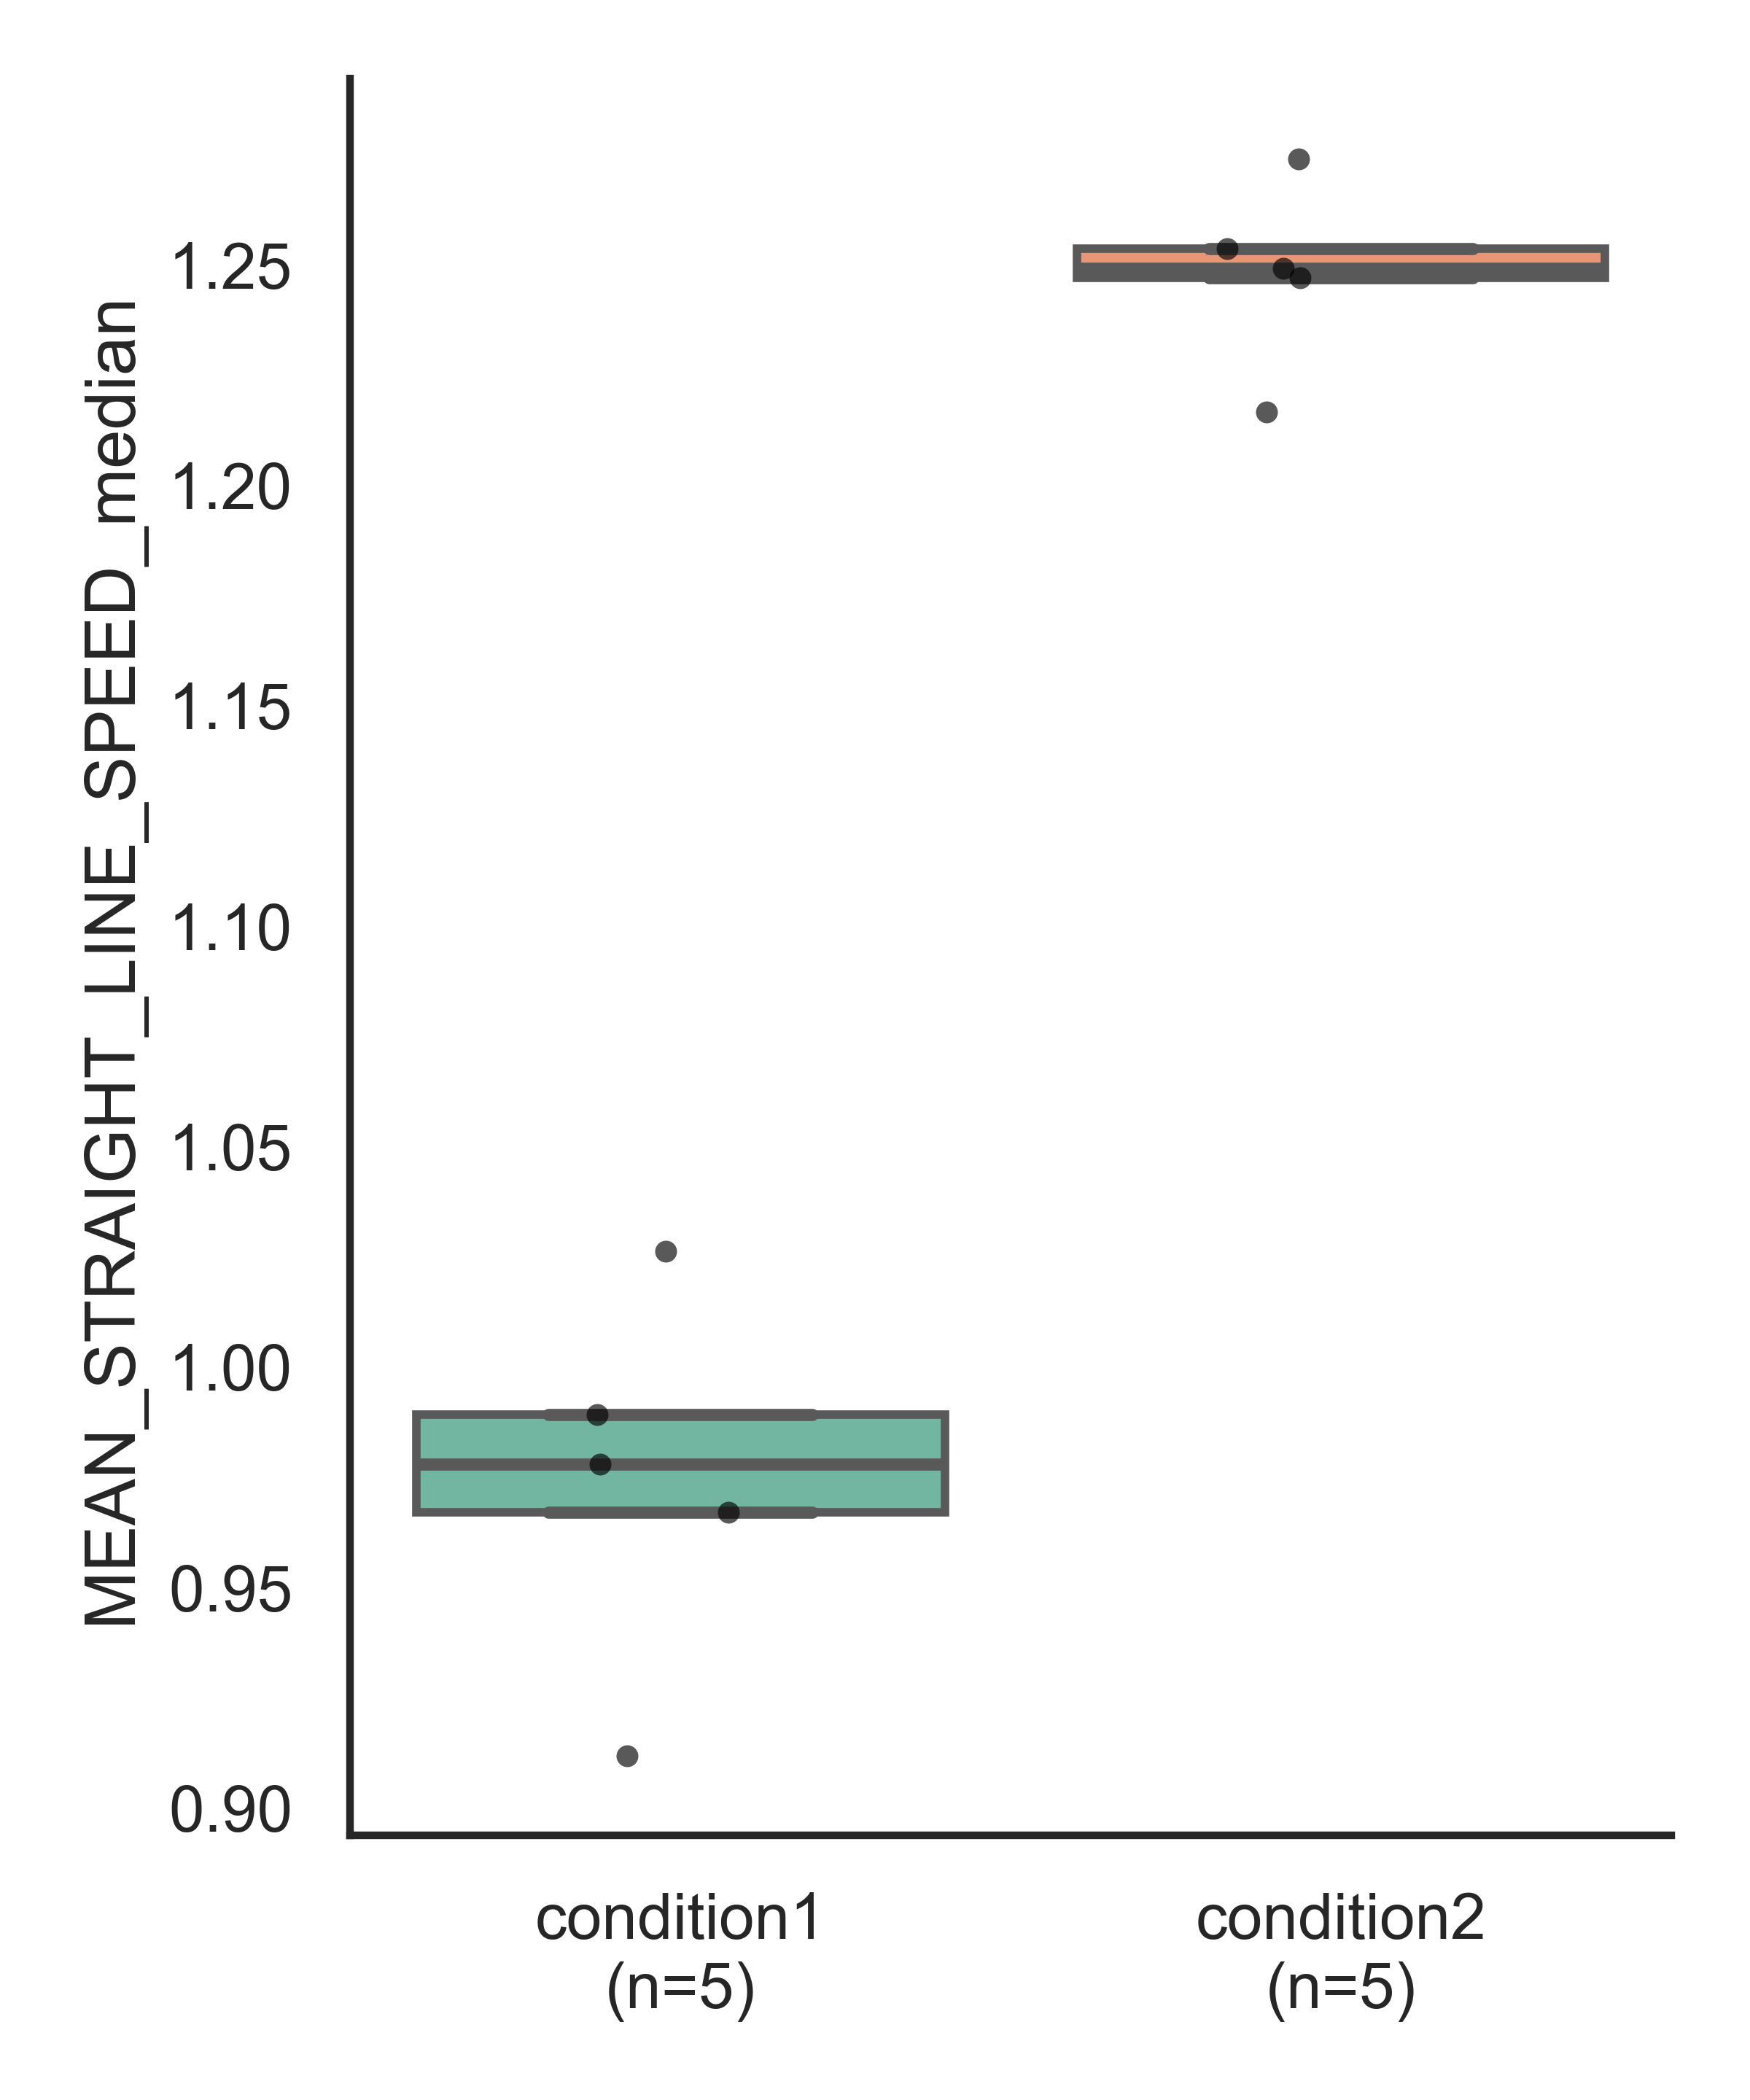 MEAN_STRAIGHT_LINE_SPEED_median
1.25
1.20
1.15
1.10
1.05
1.00
0.95
0.90
condition1
(n=5)
condition2
(n=5)